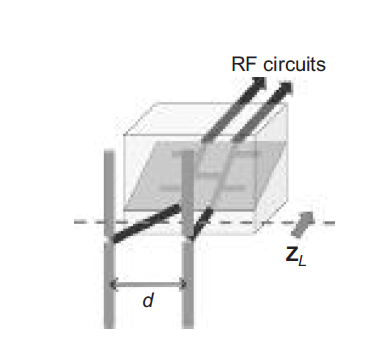 RF circuits
Z_L
d